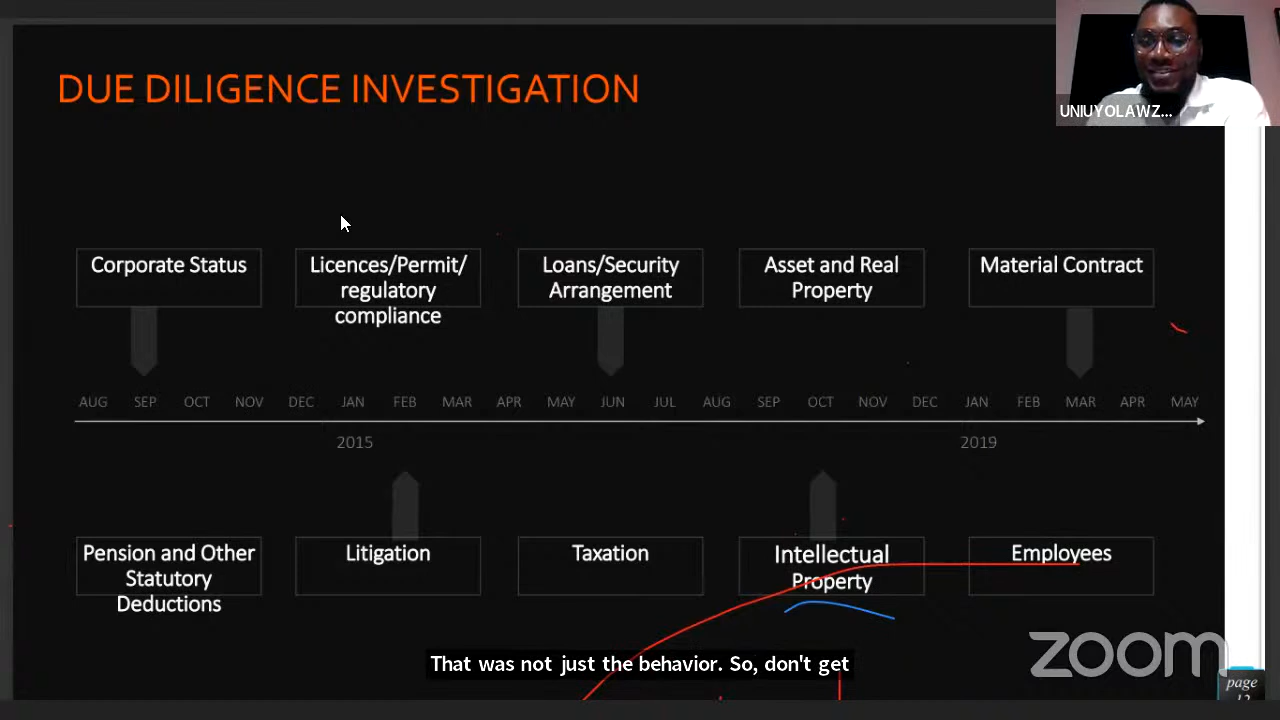 DUE DILIGENCE INVESTIGATION
UNIUYOLAWZ...
Corporate Status
Licences/Permit/
regulatory
compliance
Loans/Security
Arrangement
Asset and Real
Property
Material Contract
AUG SEP OCT NOV DEC JAN FEB MAR APR MAY JUN JUL AUG SEP OCT NOV DEC JAN FEB MAR APR MAY
2015 2019
Pension and Other
Statutory
Deductions
Litigation
Taxation
Intellectual
Property
Employees
That was not just the behavior. So, don't get
zoom
page